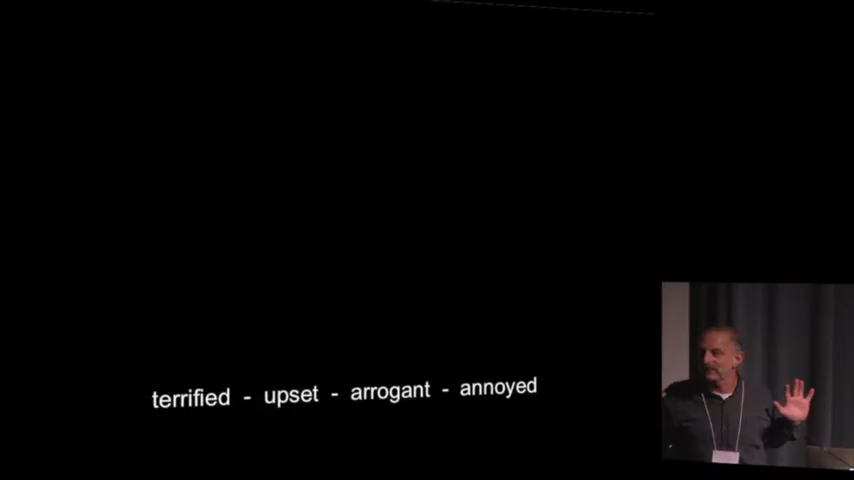 terrified - upset - arrogant - annoyed